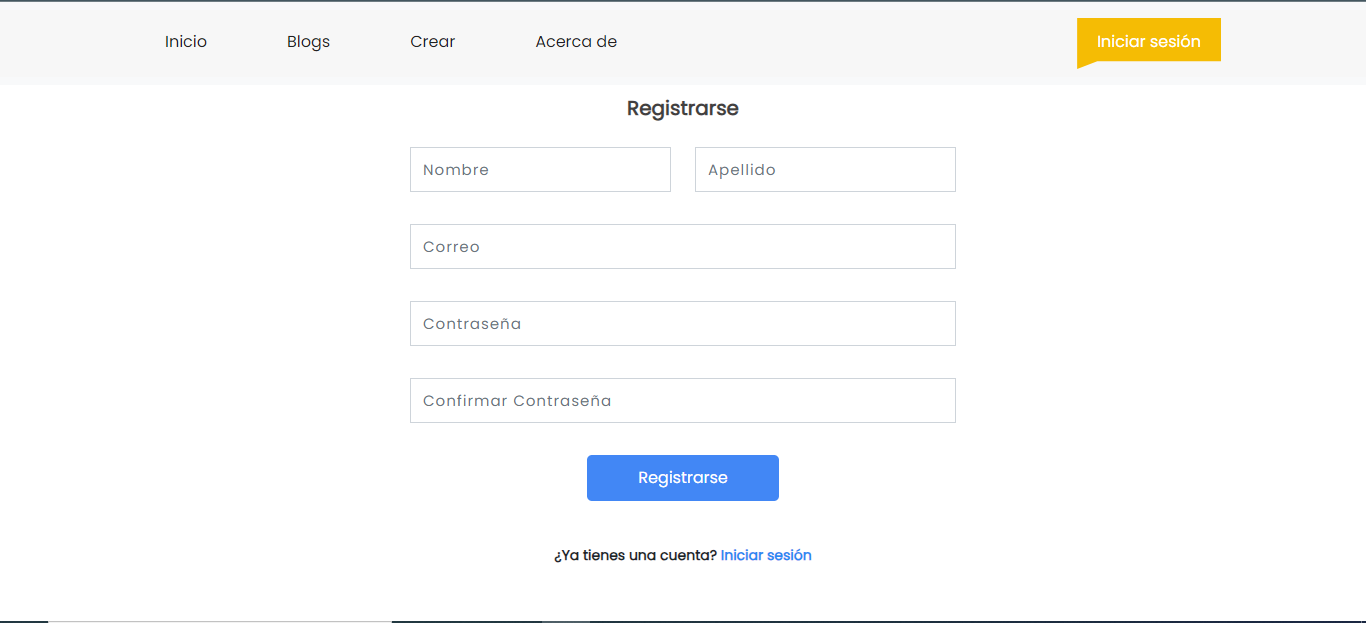 Inicio Blogs Crear Acerca de Iniciar sesión
Registrarse
Nombre Apellido
Correo
Contraseña
Confirmar Contraseña
Registrarse
¿Ya tienes una cuenta? Iniciar sesión